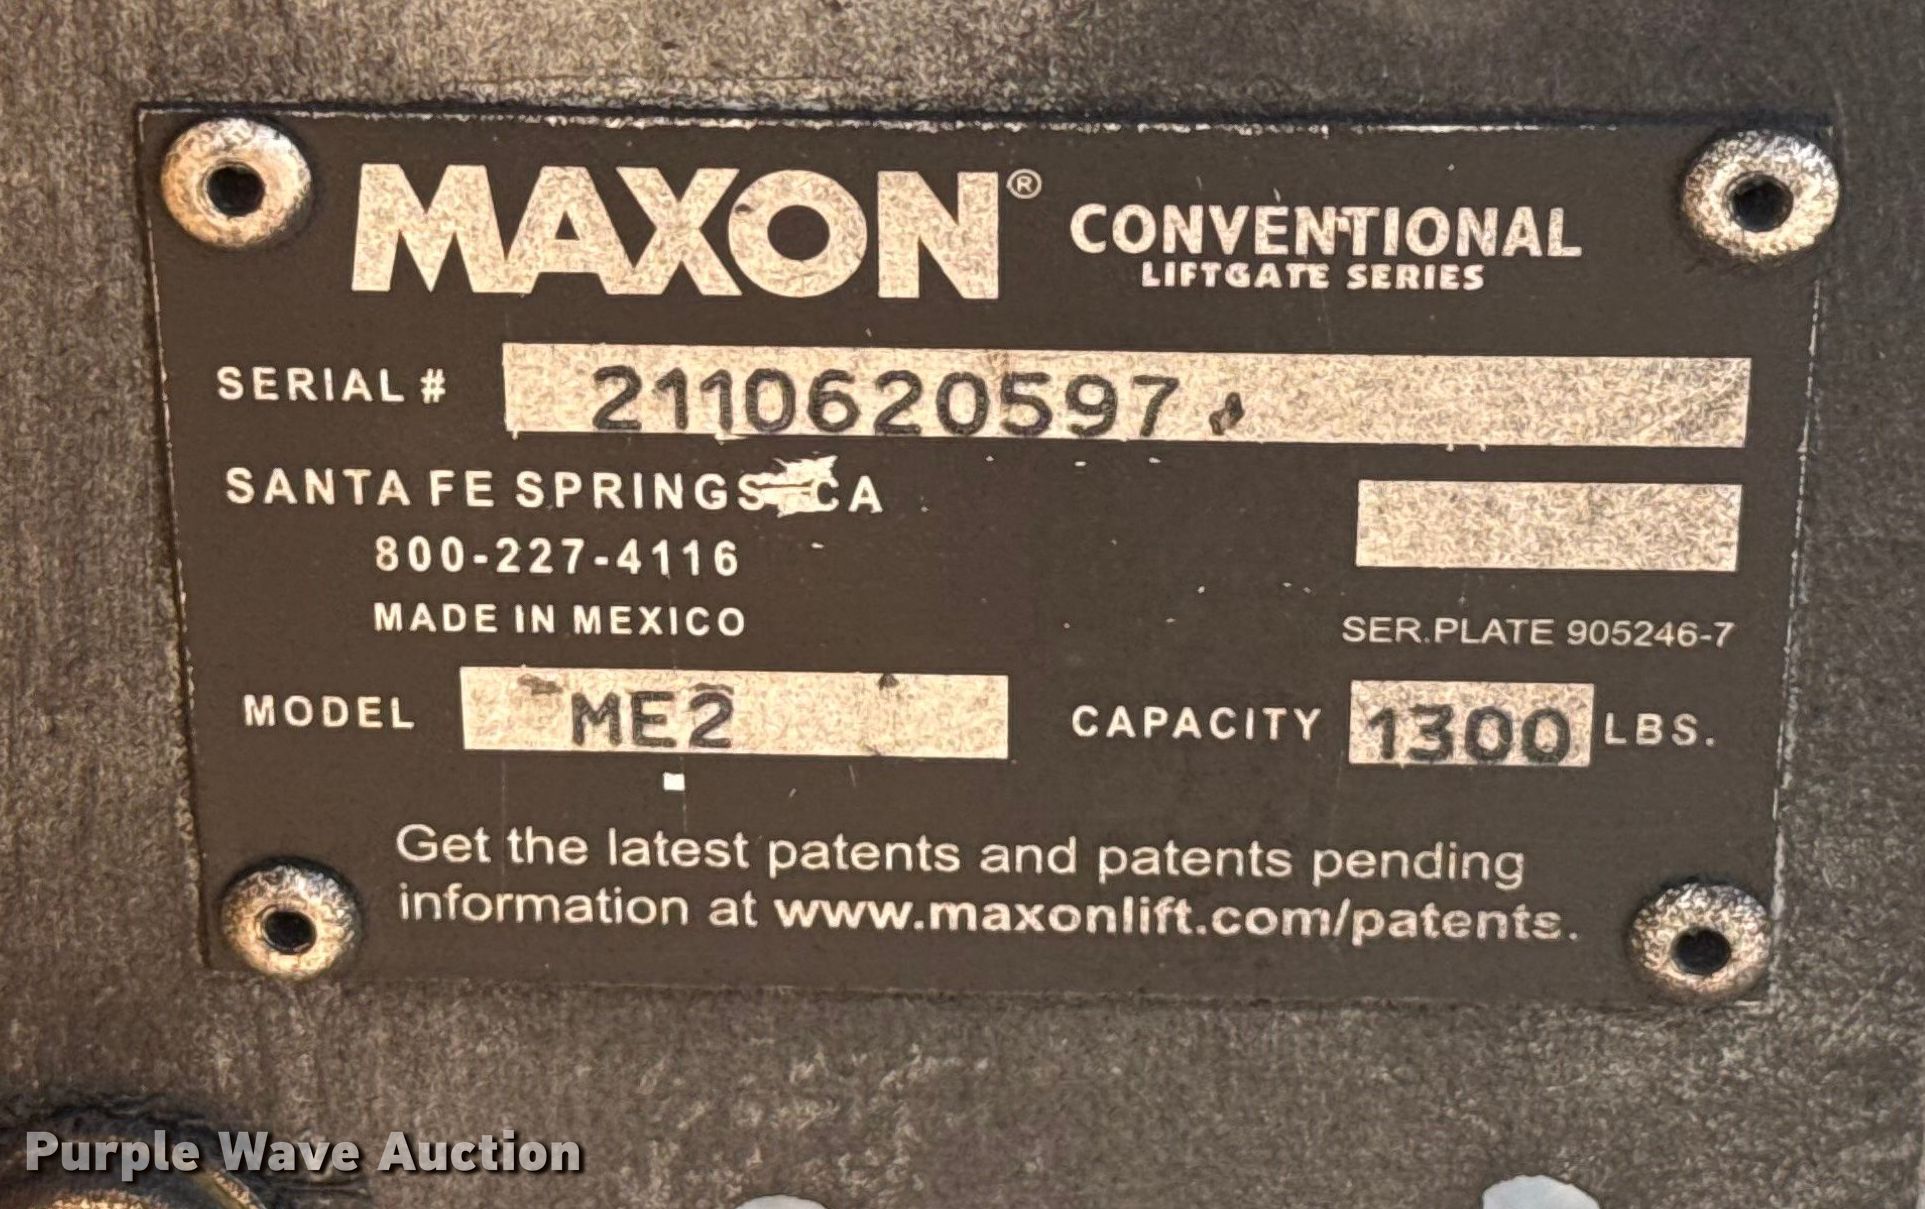 MAXON® CONVENTIONAL
LIFTGATE SERIES
SERIAL # 2110620597
SANTA FE SPRINGS, CA
800-227-4116
MADE IN MEXICO
SER.PLATE 905246-7
MODEL ME2 CAPACITY 1300 LBS.
Get the latest patents and patents pending
information at www.maxonlift.com/patents.
Purple Wave Auction